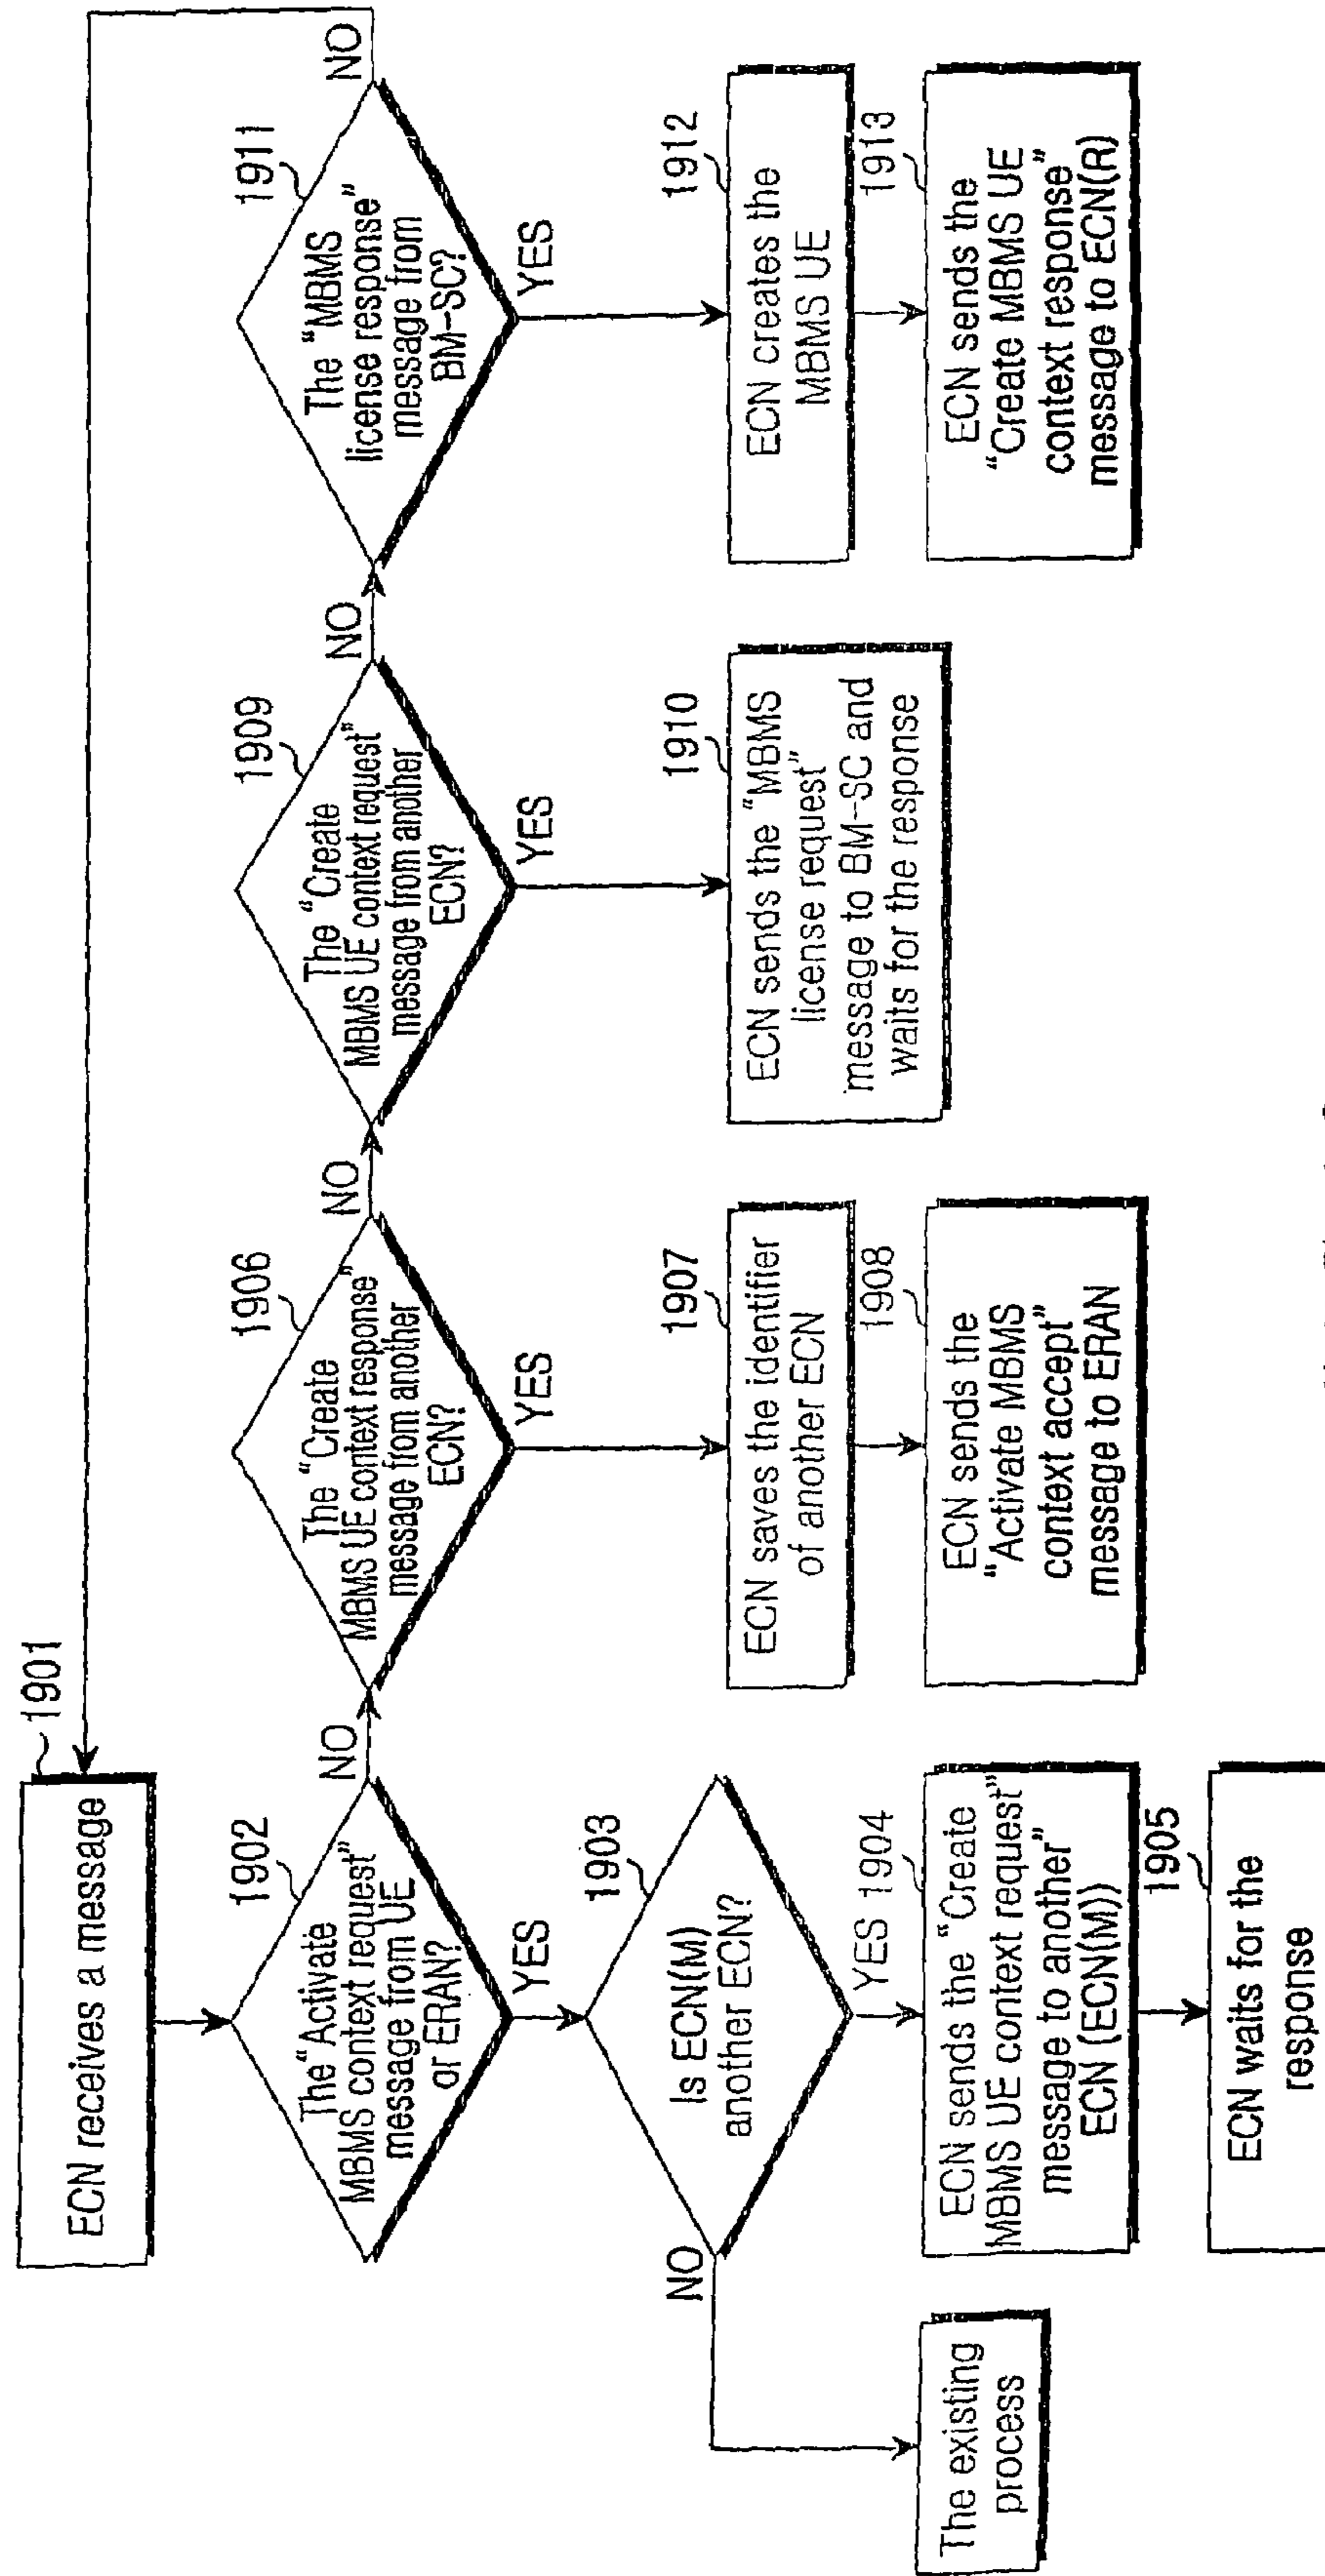 1901
ECN receives a message
1902
The "Activate
MBMS context request"
message from UE
or ERAN?
NO
YES
1903
Is ECN(M)
another ECN?
NO
The existing
process
YES
1904
ECN sends the "Create
MBMS UE context request"
message to another
ECN (ECN(M))
1905
ECN waits for the
response
1906
The "Create
MBMS UE context response"
message from another
ECN?
NO
YES
1907
ECN saves the identifier
of another ECN
1908
ECN sends the
"Activate MBMS
context accept"
message to ERAN
1909
The "Create
MBMS UE context request"
message from another
ECN?
NO
YES
1910
ECN sends the "MBMS
license request"
message to BM-SC and
waits for the response
1911
The "MBMS
license response"
message from
BM-SC?
NO
YES
1912
ECN creates the
MBMS UE
1913
ECN sends the
"Create MBMS UE
context response"
message to ECN(R)